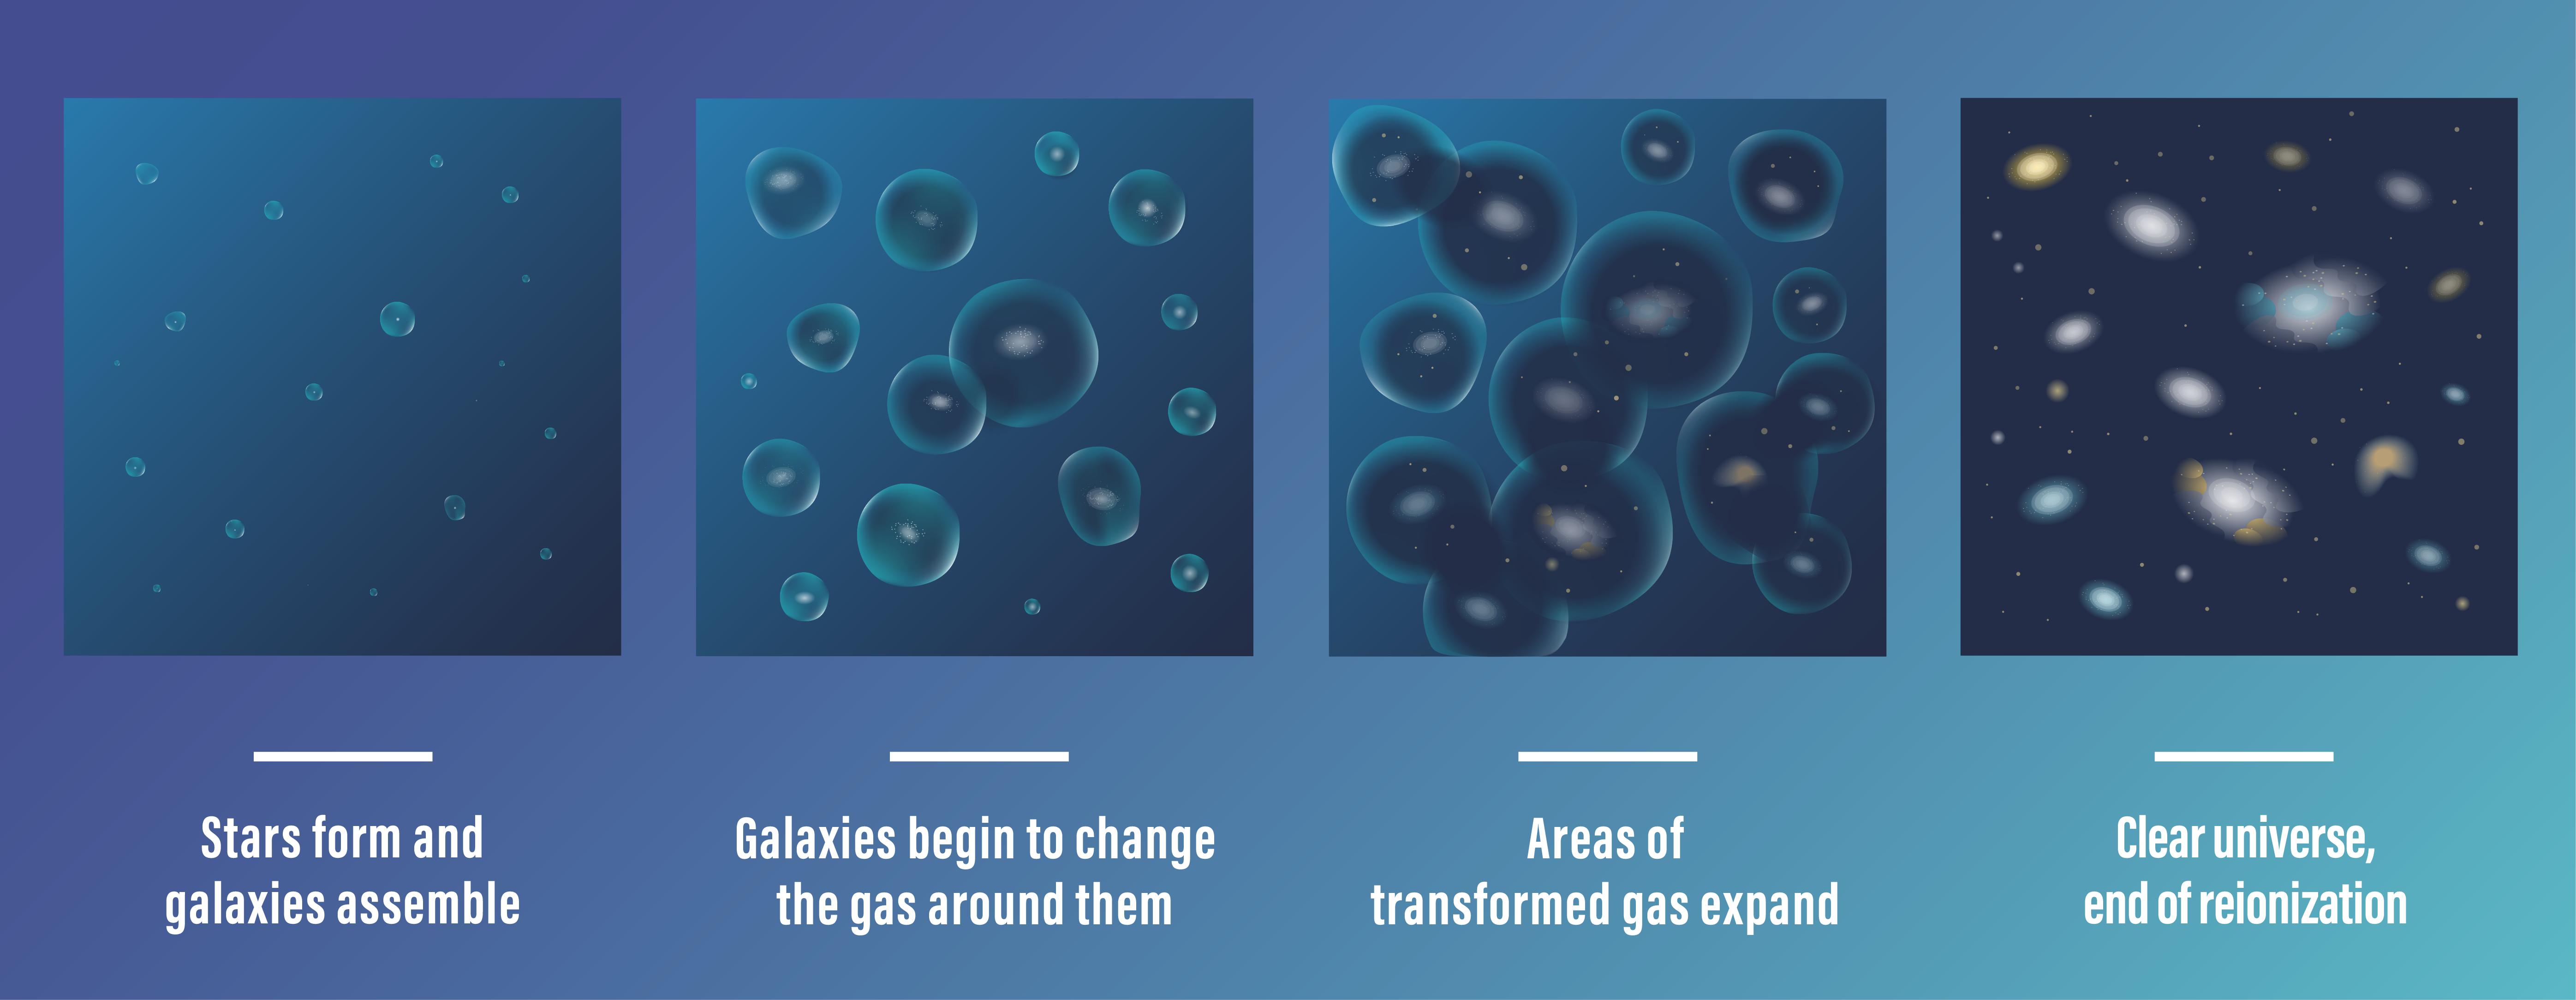 Stars form and
galaxies assemble
Galaxies begin to change
the gas around them
Areas of
transformed gas expand
Clear universe,
end of reionization